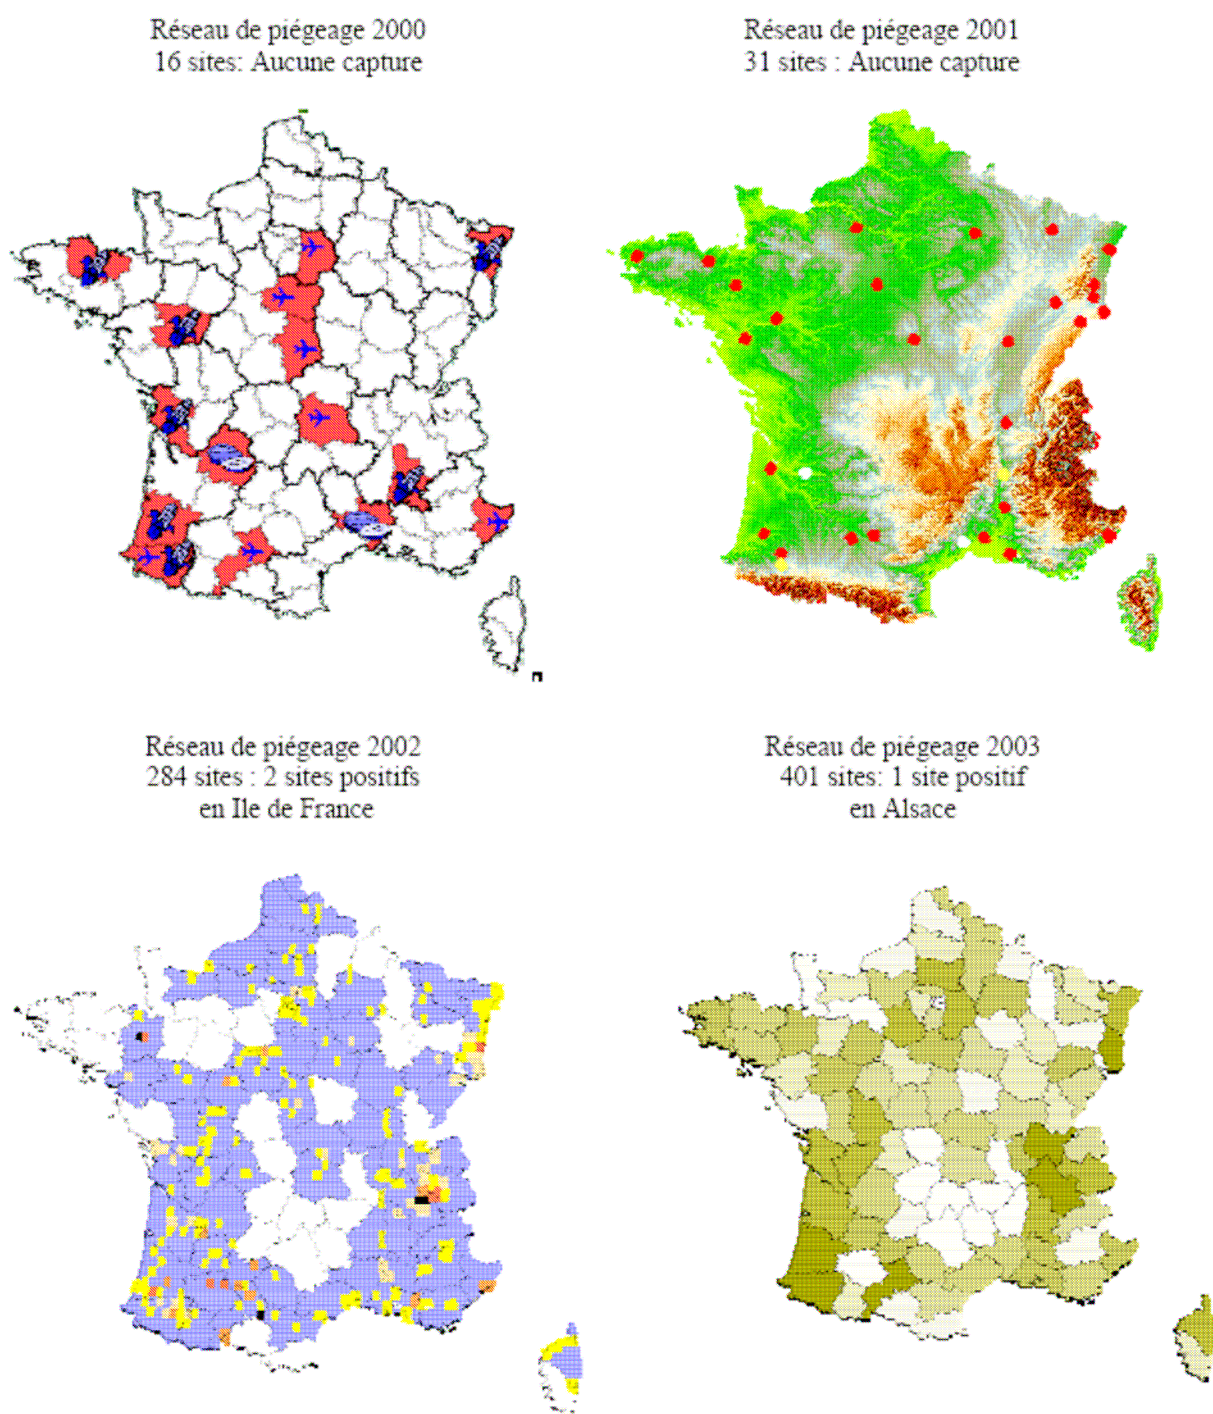 Réseau de piégeage 2000
16 sites: Aucune capture
Réseau de piégeage 2001
31 sites : Aucune capture
Réseau de piégeage 2002
284 sites : 2 sites positifs
en Ile de France
Réseau de piégeage 2003
401 sites: 1 site positif
en Alsace